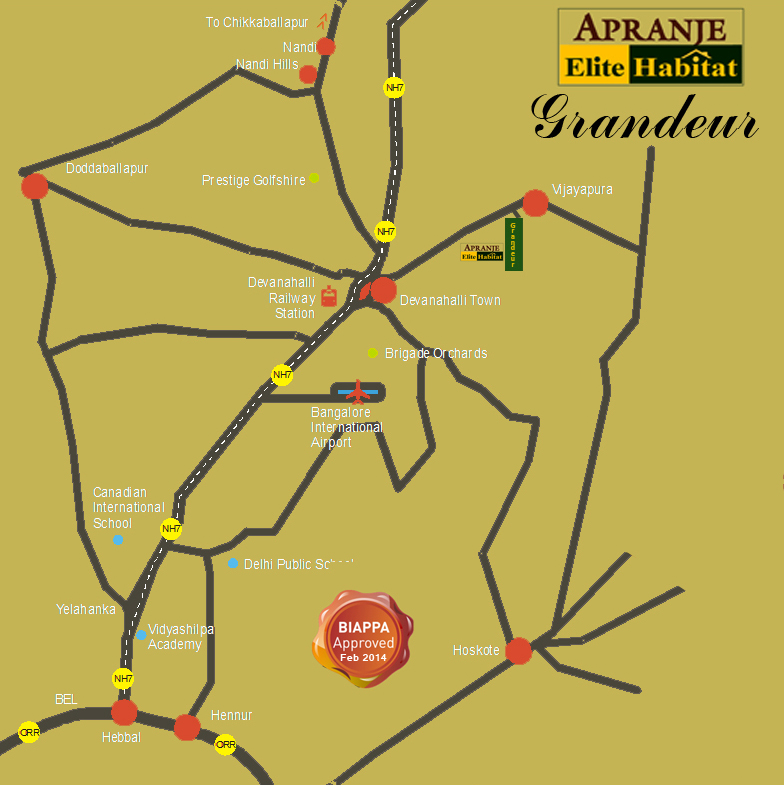 To Chikkaballapur
APRANJE
Elite Habitat
Grandeur
Nandi
Nandi Hills
NH7
Doddaballapur
Prestige Golfshire
Vijayapura
NH7
Grandeur
APRANJE
Elite Habitat
Devanahalli
Railway
Station
Devanahalli Town
Brigade Orchards
NH7
Bangalore
International
Airport
Canadian
International
School
NH7
Delhi Public
Yelahanka
Vidyashilpa
Academy
BIAPPA
Approved
Feb 2014
Hoskote
NH7
BEL
Hennur
ORR
Hebbal
ORR